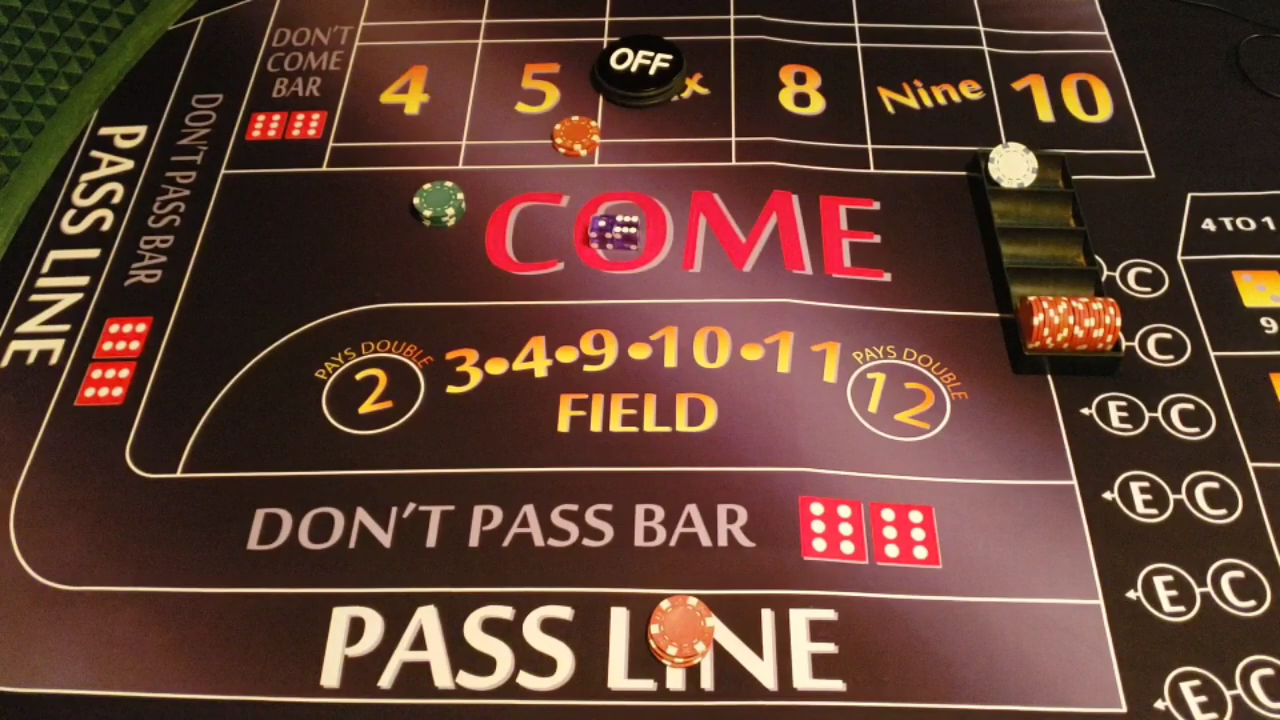 DON'T
COME
BAR
4 5 OFF x 8 Nine 10
PASS LINE
DON'T PASS BAR
COME
4 TO 1
C
C
9
PAYS DOUBLE
2
3•4•9•10•11
PAYS DOUBLE
12
FIELD
E C
E C
E C
E C
DON'T PASS BAR
PASS LINE